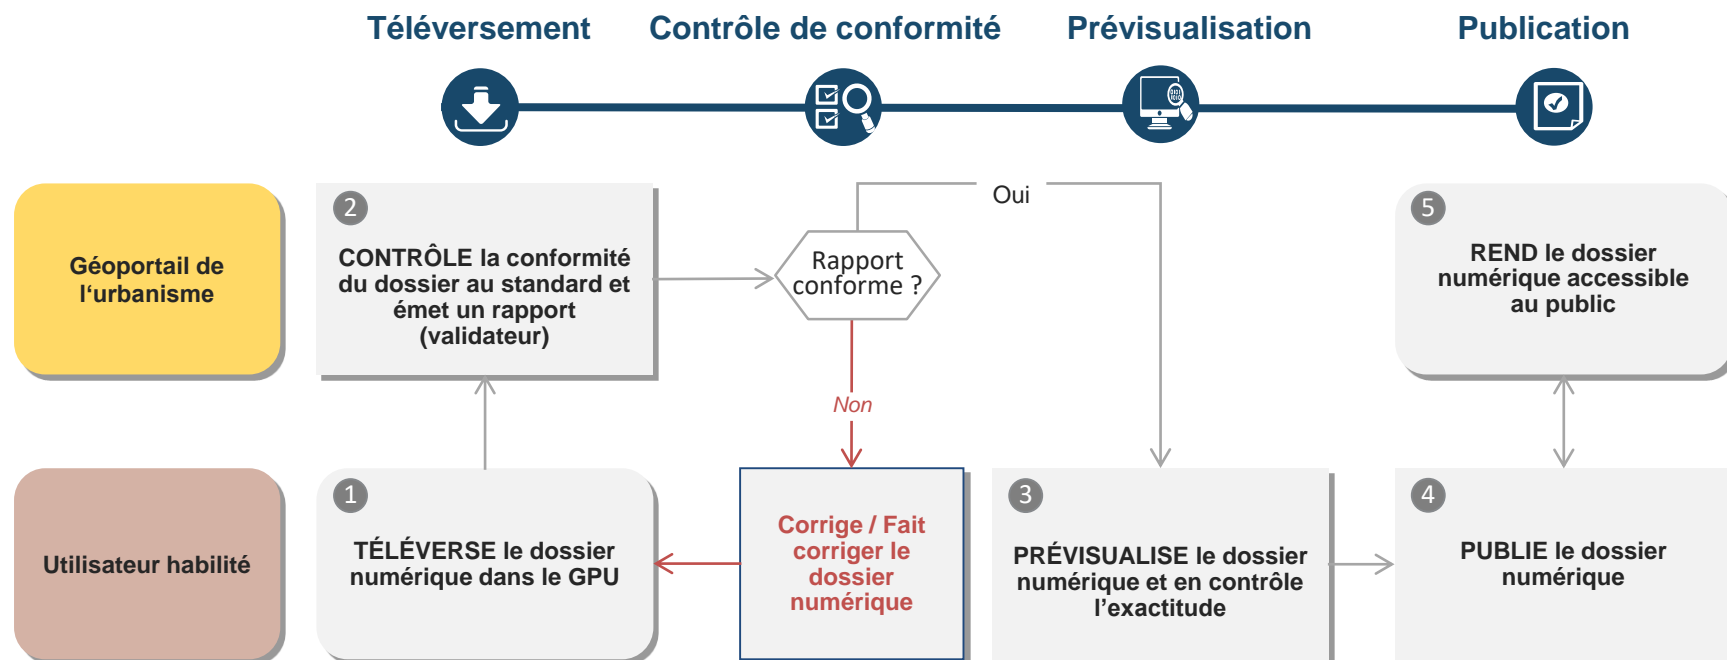 Téléversement
Contrôle de conformité
Prévisualisation
Publication
Géoportail de
l‘urbanisme
2
CONTRÔLE la conformité
du dossier au standard et
émet un rapport
(validateur)
Rapport
conforme ?
Oui
Non
5
REND le dossier
numérique accessible
au public
Utilisateur habilité
1
TÉLÉVERSE le dossier
numérique dans le GPU
Corrige / Fait
corriger le
dossier
numérique
3
PRÉVISUALISE le dossier
numérique et en contrôle
l’exactitude
4
PUBLIE le dossier
numérique